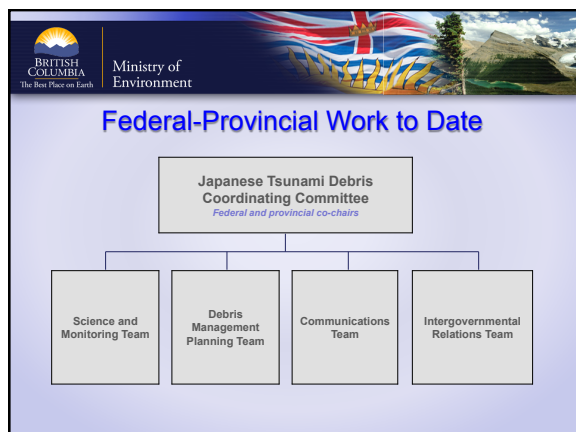 BRITISH
COLUMBIA
The Best Place on Earth
Ministry of
Environment
Federal-Provincial Work to Date
Japanese Tsunami Debris
Coordinating Committee
Federal and provincial co-chairs
Science and
Monitoring Team
Debris
Management
Planning Team
Communications
Team
Intergovernmental
Relations Team